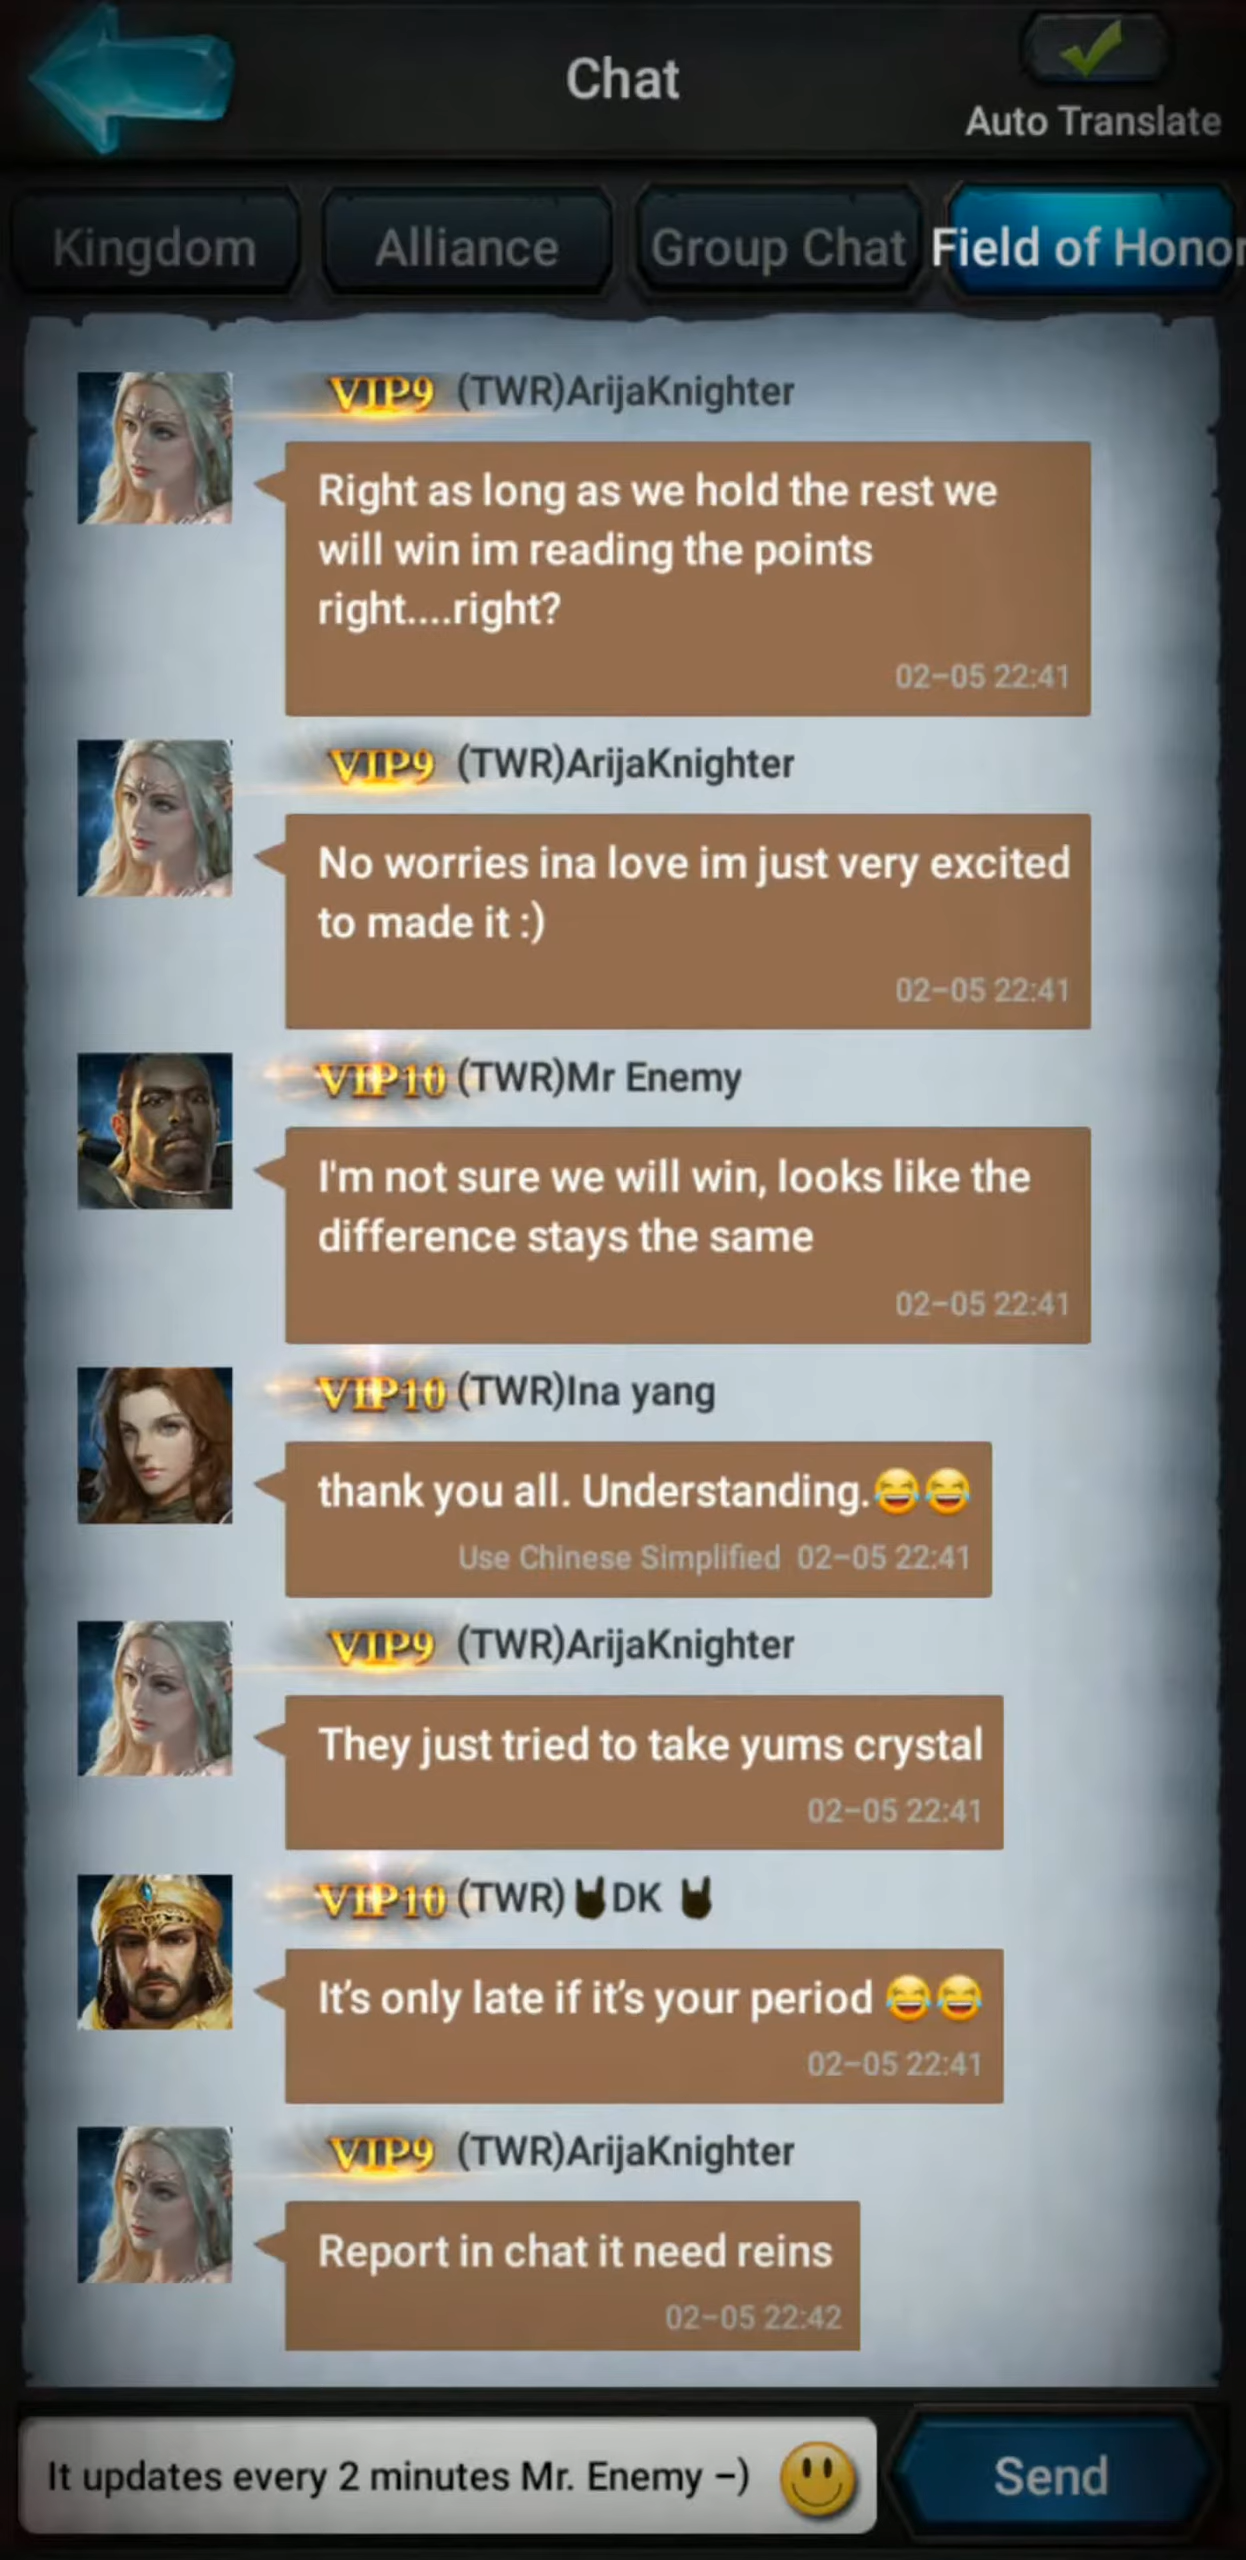 Chat
Auto Translate
Kingdom
Alliance
Group Chat
Field of Honor
VIP9 (TWR)ArijaKnighter
Right as long as we hold the rest we
will win im reading the points
right....right?
02-05 22:41
VIP9 (TWR)ArijaKnighter
No worries ina love im just very excited
to made it :)
02-05 22:41
VIP10 (TWR)Mr Enemy
I'm not sure we will win, looks like the
difference stays the same
02-05 22:41
VIP10 (TWR)Ina yang
thank you all. Understanding.😂😂
Use Chinese Simplified 02-05 22:41
VIP9 (TWR)ArijaKnighter
They just tried to take yums crystal
02-05 22:41
VIP10 (TWR)🤘DK 🤘
It's only late if it's your period 😂😂
02-05 22:41
VIP9 (TWR)ArijaKnighter
Report in chat it need reins
02-05 22:42
It updates every 2 minutes Mr. Enemy -)
Send